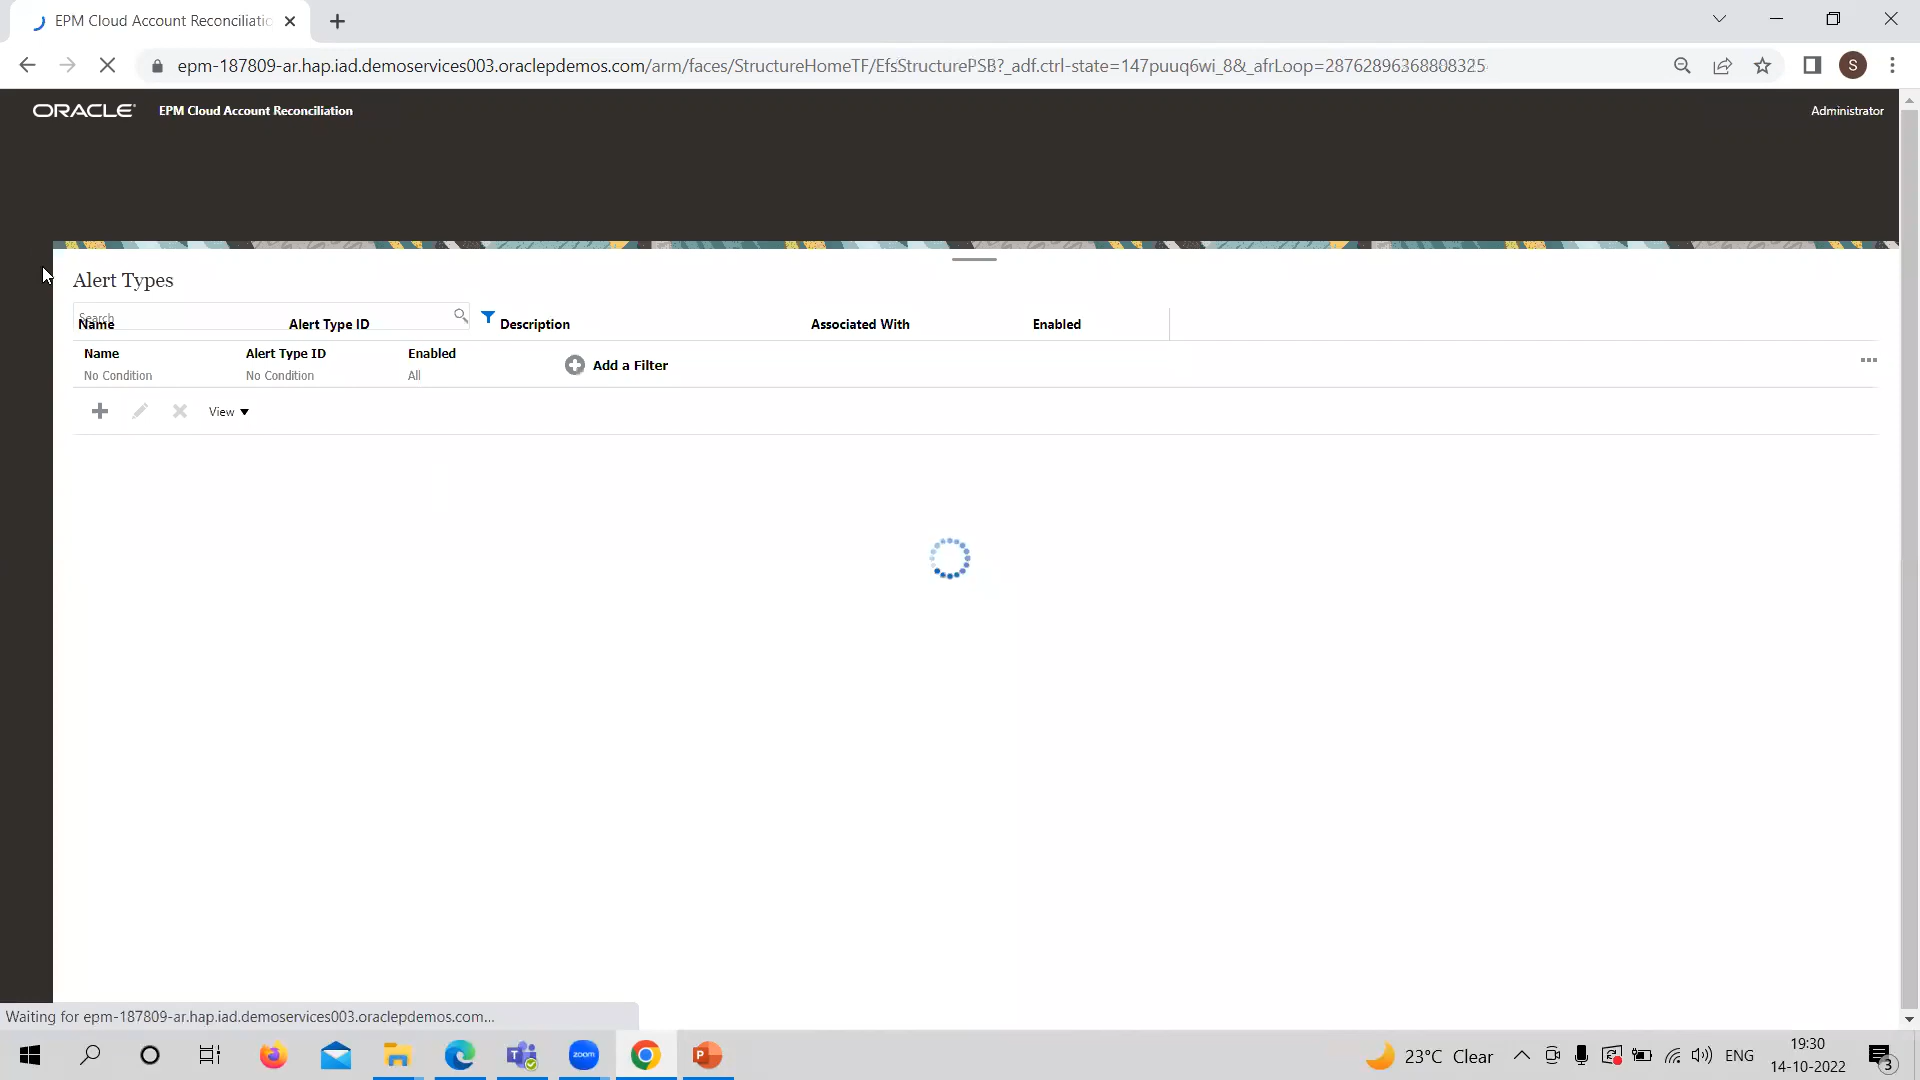 EPM Cloud Account Reconciliatio
epm-187809-ar.hap.iad.demoservices003.oraclepdemos.com/arm/faces/StructureHomeTF/EfsStructurePSB?_adf.ctrl-state=147puuq6wi_8&_afrLoop=28762896368808325
S
ORACLE EPM Cloud Account Reconciliation
Administrator
Alert Types
Search
Name Alert Type ID Description Associated With Enabled
Name Alert Type ID Enabled
Add a Filter
No Condition No Condition All
View
Waiting for epm-187809-ar.hap.iad.demoservices003.oraclepdemos.com...
zoom
23°C Clear
ENG
19:30
14-10-2022
3